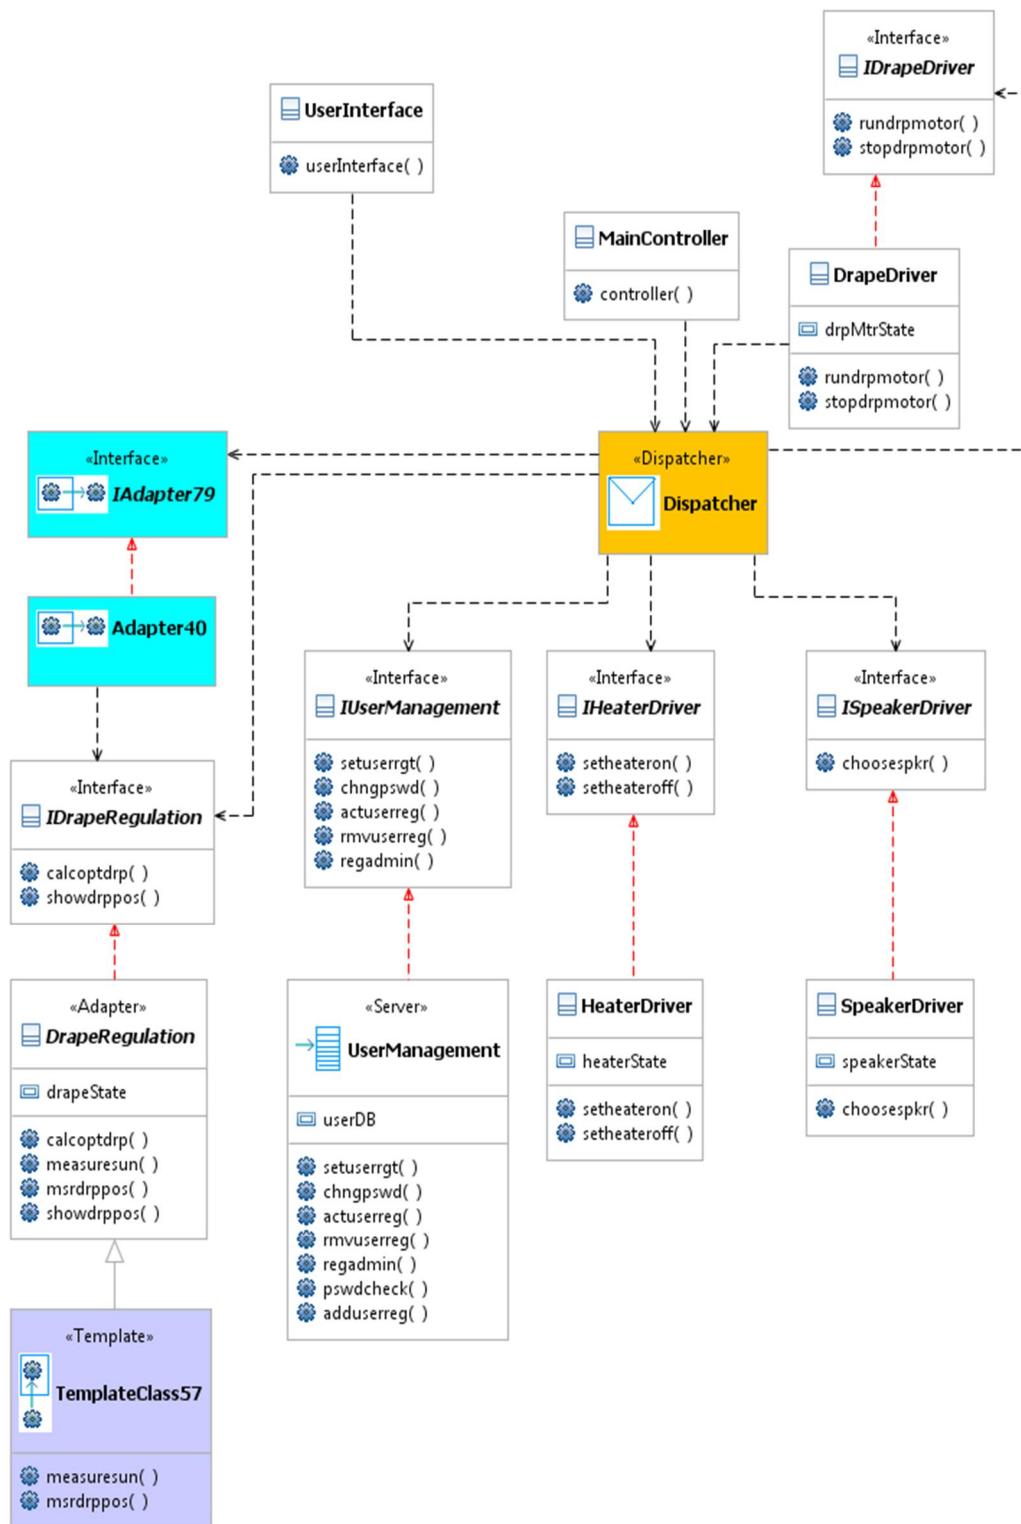 «Interface»
IDrapeDriver
rundrpmotor( )
stopdrpmotor( )
UserInterface
userInterface( )
MainController
controller( )
DrapeDriver
drpMtrState
rundrpmotor( )
stopdrpmotor( )
«Interface»
IAdapter79
«Dispatcher»
Dispatcher
Adapter40
«Interface»
IUserManagement
setuserrgt( )
chngpswd( )
actuserreg( )
rmvuserreg( )
regadmin( )
«Interface»
IHeaterDriver
setheateron( )
setheateroff( )
«Interface»
ISpeakerDriver
choosespkr( )
«Interface»
IDrapeRegulation
calcoptdrp( )
showdrppos( )
«Adapter»
DrapeRegulation
drapeState
calcoptdrp( )
measuresun( )
msrdrppos( )
showdrppos( )
«Server»
UserManagement
userDB
setuserrgt( )
chngpswd( )
actuserreg( )
rmvuserreg( )
regadmin( )
pswdcheck( )
adduserreg( )
HeaterDriver
heaterState
setheateron( )
setheateroff( )
SpeakerDriver
speakerState
choosespkr( )
«Template»
TemplateClass57
measuresun( )
msrdrppos( )